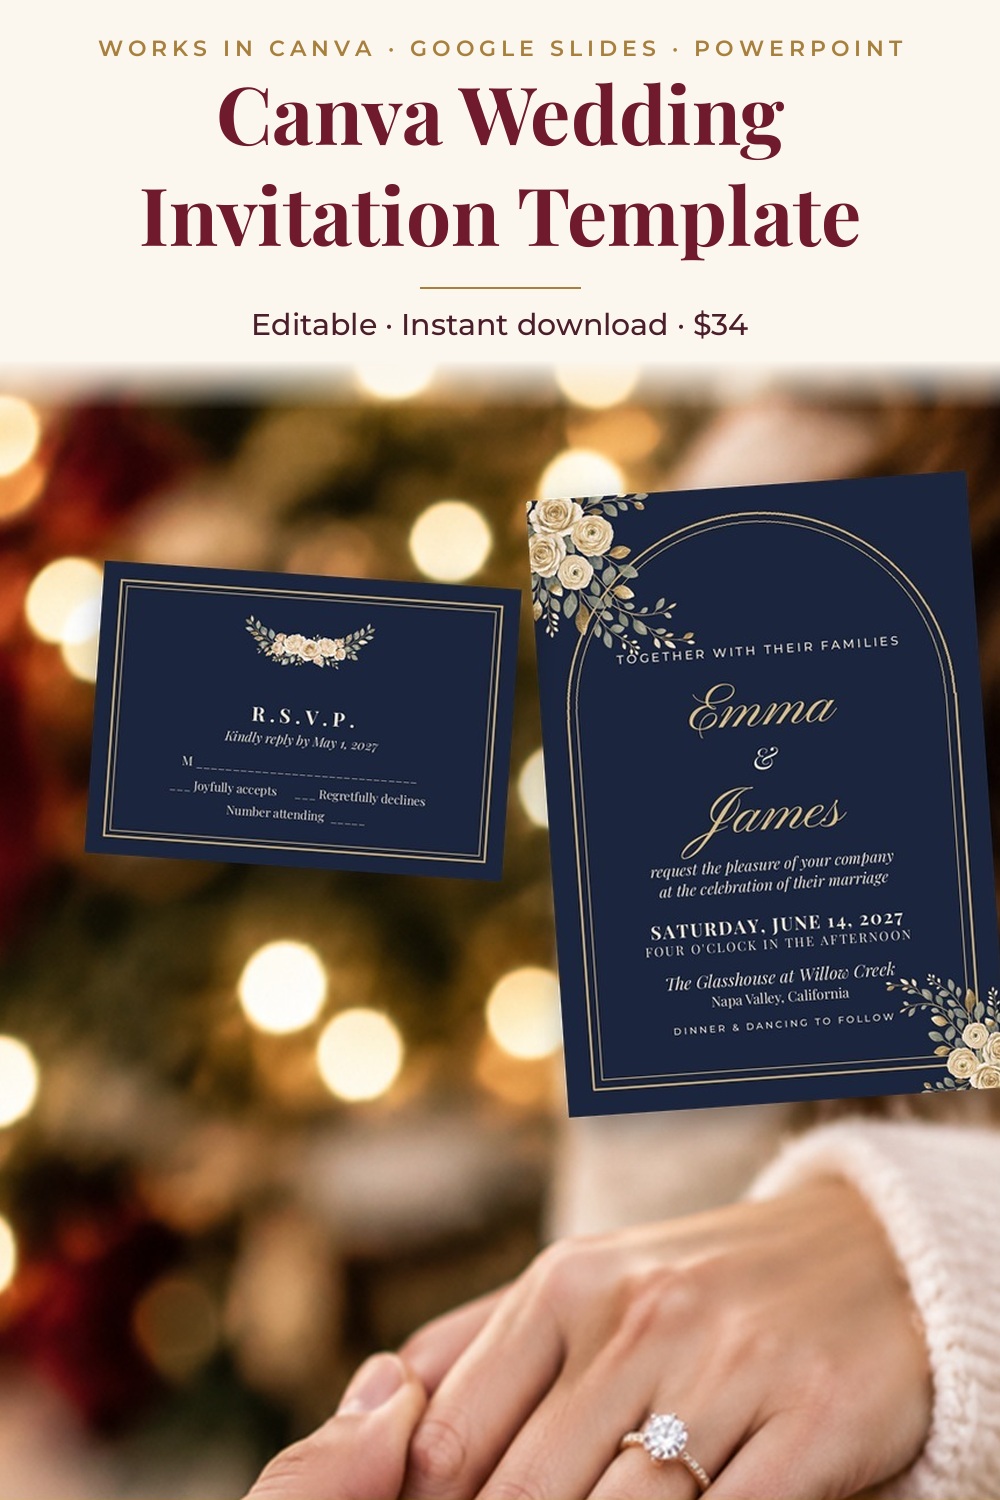 WORKS IN CANVA · GOOGLE SLIDES · POWERPOINT
Canva Wedding
Invitation Template
Editable · Instant download · $34
R.S.V.P.
Kindly reply by May 1, 2027
M _____________________________
___ Joyfully accepts ___ Regretfully declines
Number attending _____
TOGETHER WITH THEIR FAMILIES
Emma
&
James
request the pleasure of your company
at the celebration of their marriage
SATURDAY, JUNE 14, 2027
FOUR O'CLOCK IN THE AFTERNOON
The Glasshouse at Willow Creek
Napa Valley, California
DINNER & DANCING TO FOLLOW